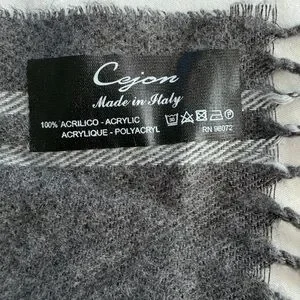 Cejon
Made in Italy
100% ACRILICO - ACRYLIC
ACRYLIQUE - POLYACRYL
RN 98072